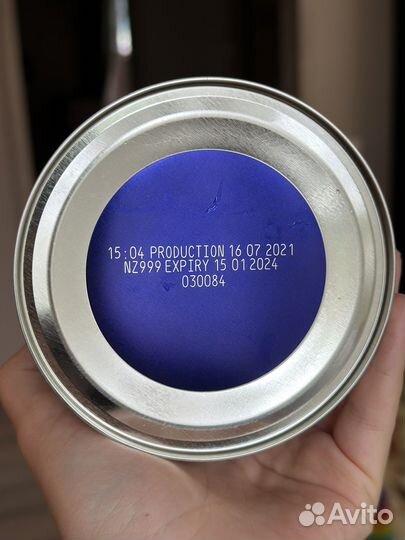 15:04 PRODUCTION 16 07 2021
NZ999 EXPIRY 15 01 2024
030084
Avito